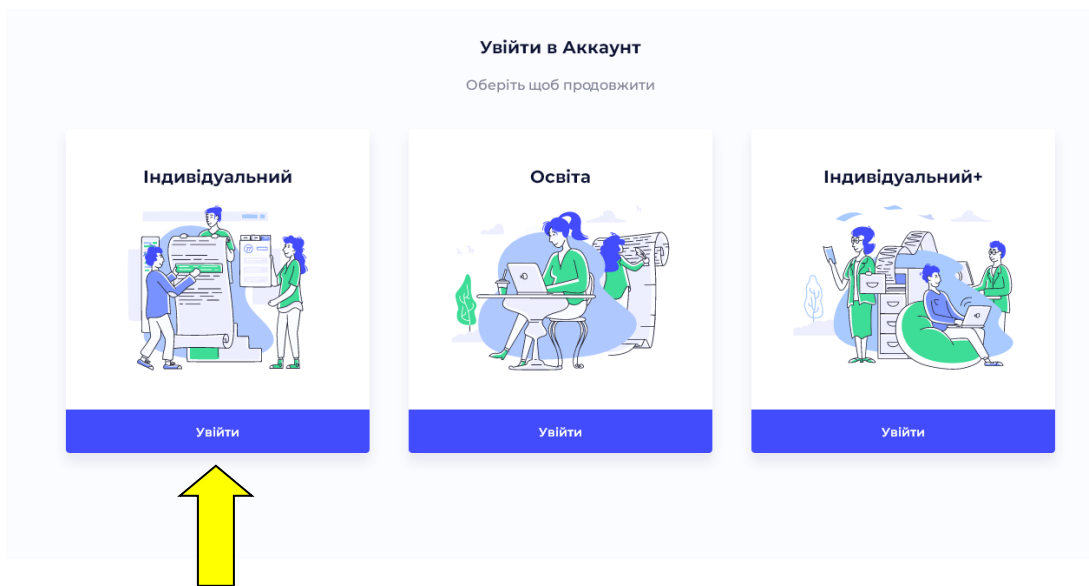 Увійти в Аккаунт
Оберіть щоб продовжити
Індивідуальний
Освіта
Індивідуальний+
Увійти
Увійти
Увійти